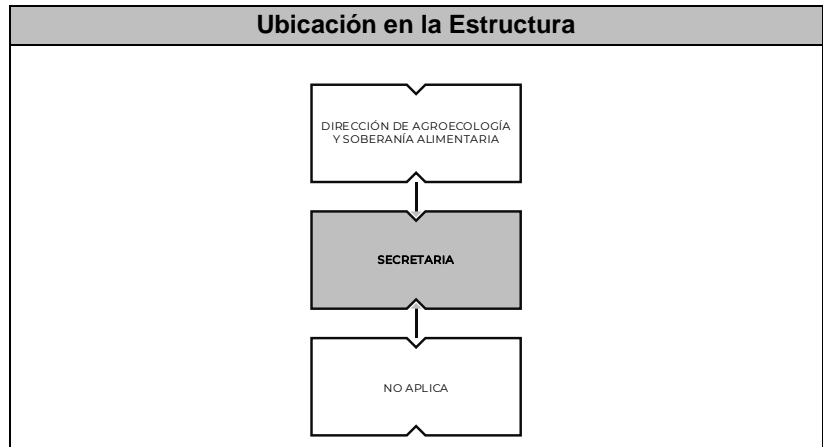 Ubicación en la Estructura
DIRECCIÓN DE AGROECOLOGÍA
Y SOBERANÍA ALIMENTARIA
SECRETARIA
NO APLICA